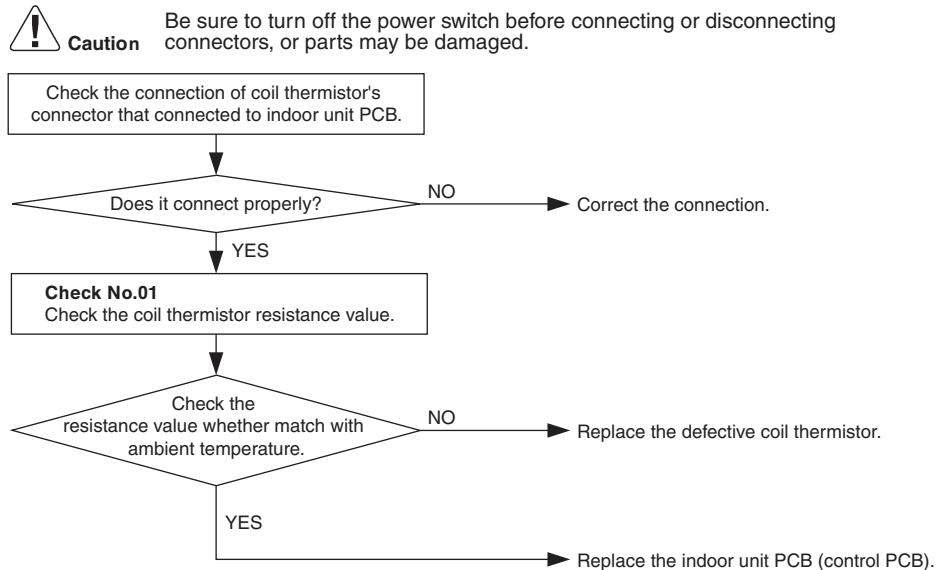 Caution
Be sure to turn off the power switch before connecting or disconnecting
connectors, or parts may be damaged.
Check the connection of coil thermistor's
connector that connected to indoor unit PCB.
Does it connect properly?
NO
Correct the connection.
YES
Check No.01
Check the coil thermistor resistance value.
Check the
resistance value whether match with
ambient temperature.
NO
Replace the defective coil thermistor.
YES
Replace the indoor unit PCB (control PCB).